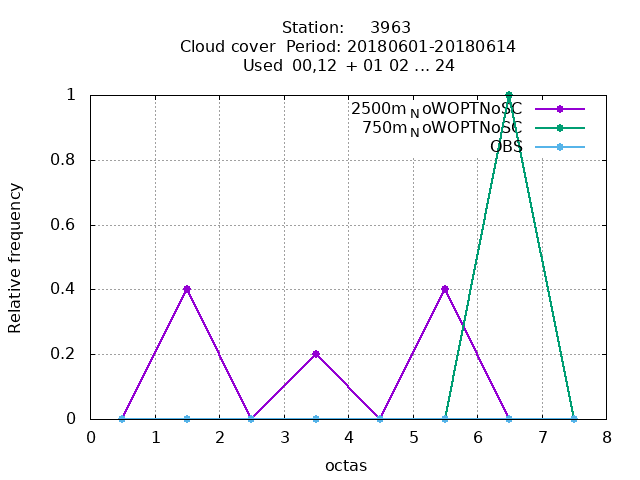 Station: 3963
Cloud cover Period: 20180601-20180614
Used 00,12 + 01 02 ... 24
2500m_NoWOPTNoSC
750m_NoWOPTNoSC
OBS
Relative frequency
1
0.8
0.6
0.4
0.2
0
0 1 2 3 4 5 6 7 8
octas